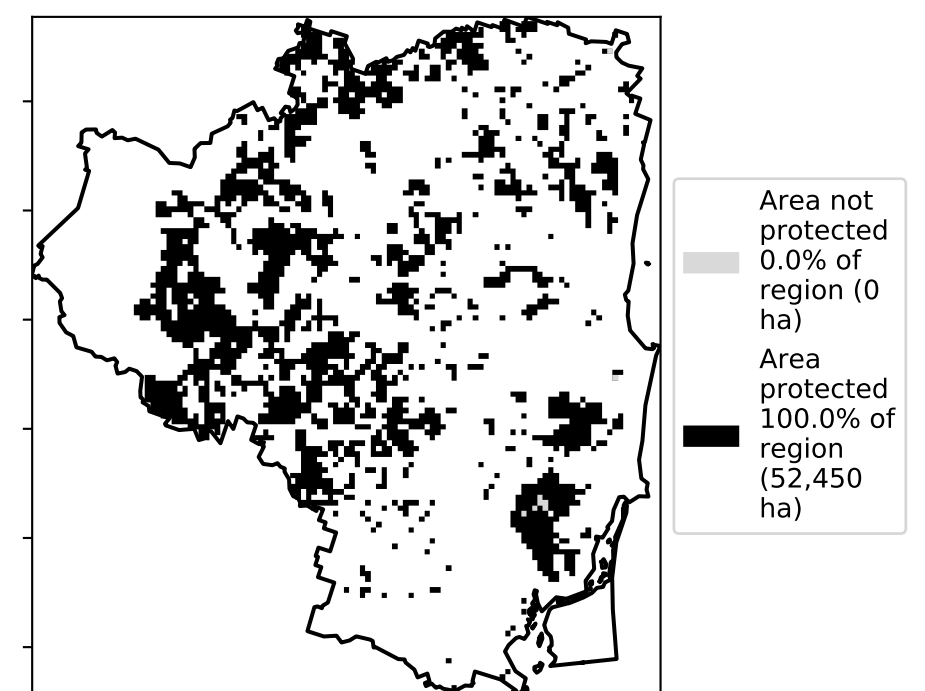 Area not
protected
0.0% of
region (0
ha)
Area
protected
100.0% of
region
(52,450
ha)